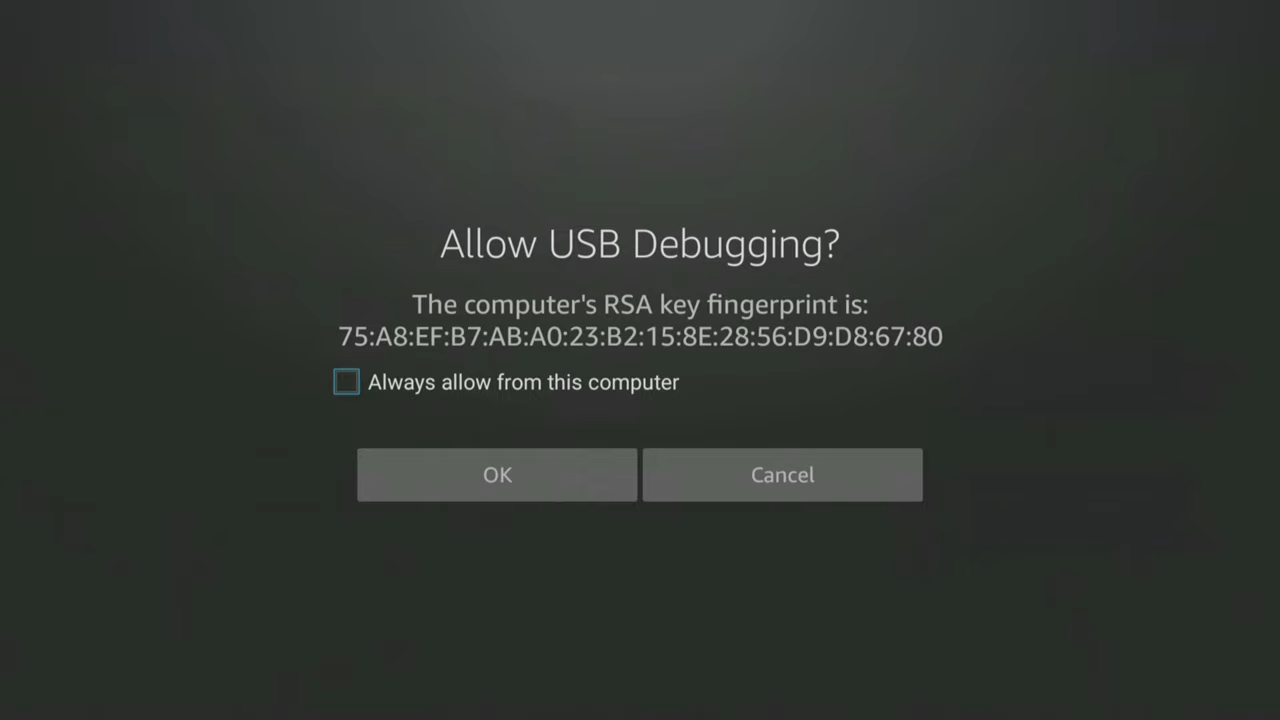 Allow USB Debugging?
The computer's RSA key fingerprint is:
75:A8:EF:B7:AB:A0:23:B2:15:8E:28:56:D9:D8:67:80
Always allow from this computer
OK
Cancel